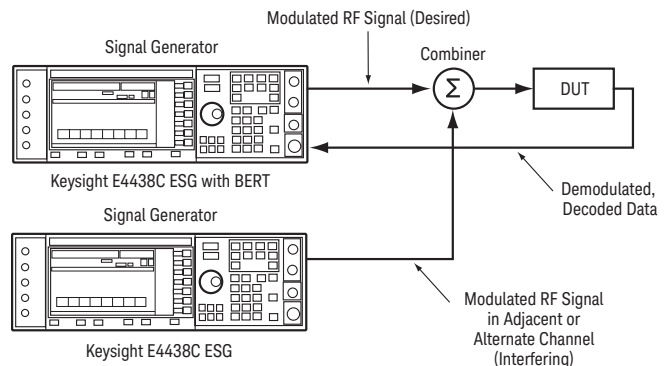 Modulated RF Signal (Desired)
Signal Generator
Combiner
Σ
DUT
Keysight E4438C ESG with BERT
Demodulated,
Decoded Data
Signal Generator
Modulated RF Signal
in Adjacent or
Alternate Channel
(Interfering)
Keysight E4438C ESG